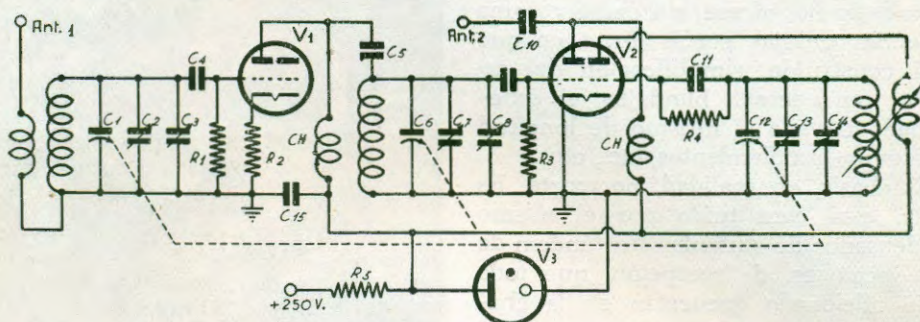 Ant. 1
C4
V1
C5
Ant. 2
C10
V2
C11
C1
C2
C3
R1
R2
CH
C6
C7
C8
R3
CH
R4
C12
C13
C14
C15
V3
R5
+250 V.